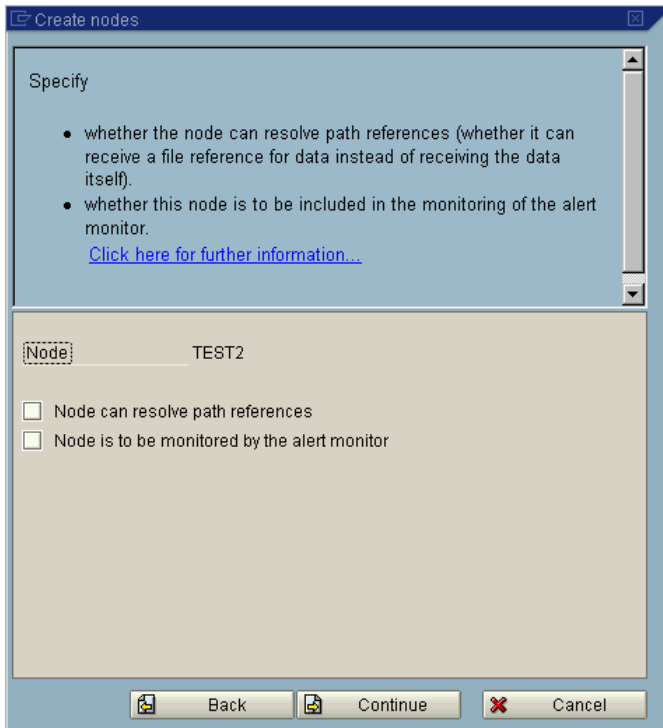 Create nodes
Specify
• whether the node can resolve path references (whether it can
receive a file reference for data instead of receiving the data
itself).
• whether this node is to be included in the monitoring of the alert
monitor.
Click here for further information...
Node TEST2
Node can resolve path references
Node is to be monitored by the alert monitor
Back Continue Cancel